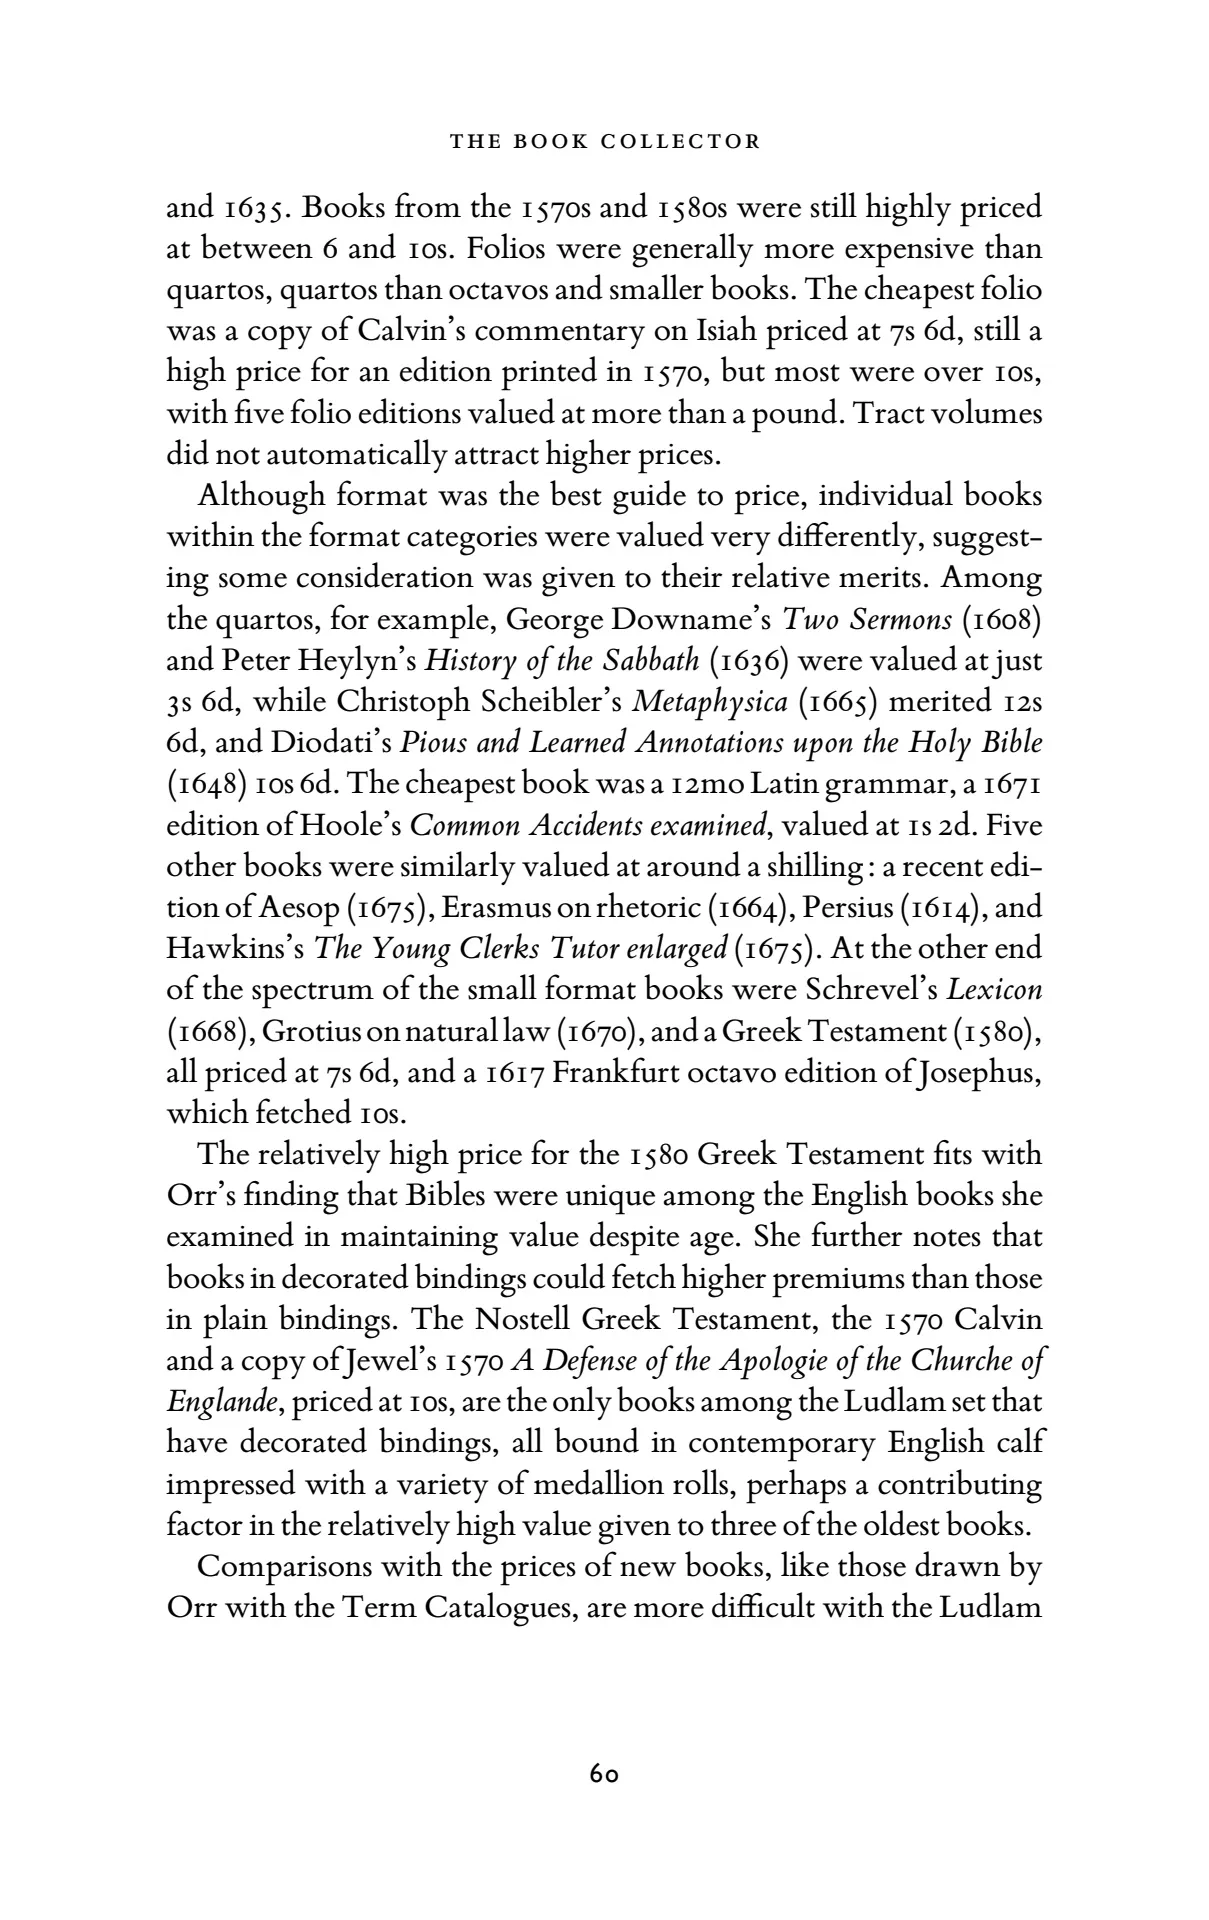 THE BOOK COLLECTOR
and 1635. Books from the 1570s and 1580s were still highly priced
at between 6 and 10s. Folios were generally more expensive than
quartos, quartos than octavos and smaller books. The cheapest folio
was a copy of Calvin’s commentary on Isiah priced at 7s 6d, still a
high price for an edition printed in 1570, but most were over 10s,
with five folio editions valued at more than a pound. Tract volumes
did not automatically attract higher prices.
Although format was the best guide to price, individual books
within the format categories were valued very differently, suggest-
ing some consideration was given to their relative merits. Among
the quartos, for example, George Downame’s Two Sermons (1608)
and Peter Heylyn’s History of the Sabbath (1636) were valued at just
3s 6d, while Christoph Scheibler’s Metaphysica (1665) merited 12s
6d, and Diodati’s Pious and Learned Annotations upon the Holy Bible
(1648) 10s 6d. The cheapest book was a 12mo Latin grammar, a 1671
edition of Hoole’s Common Accidents examined, valued at 1s 2d. Five
other books were similarly valued at around a shilling: a recent edi-
tion of Aesop (1675), Erasmus on rhetoric (1664), Persius (1614), and
Hawkins’s The Young Clerks Tutor enlarged (1675). At the other end
of the spectrum of the small format books were Schrevel’s Lexicon
(1668), Grotius on natural law (1670), and a Greek Testament (1580),
all priced at 7s 6d, and a 1617 Frankfurt octavo edition of Josephus,
which fetched 10s.
The relatively high price for the 1580 Greek Testament fits with
Orr’s finding that Bibles were unique among the English books she
examined in maintaining value despite age. She further notes that
books in decorated bindings could fetch higher premiums than those
in plain bindings. The Nostell Greek Testament, the 1570 Calvin
and a copy of Jewel’s 1570 A Defense of the Apologie of the Churche of
Englande, priced at 10s, are the only books among the Ludlam set that
have decorated bindings, all bound in contemporary English calf
impressed with a variety of medallion rolls, perhaps a contributing
factor in the relatively high value given to three of the oldest books.
Comparisons with the prices of new books, like those drawn by
Orr with the Term Catalogues, are more difficult with the Ludlam
60